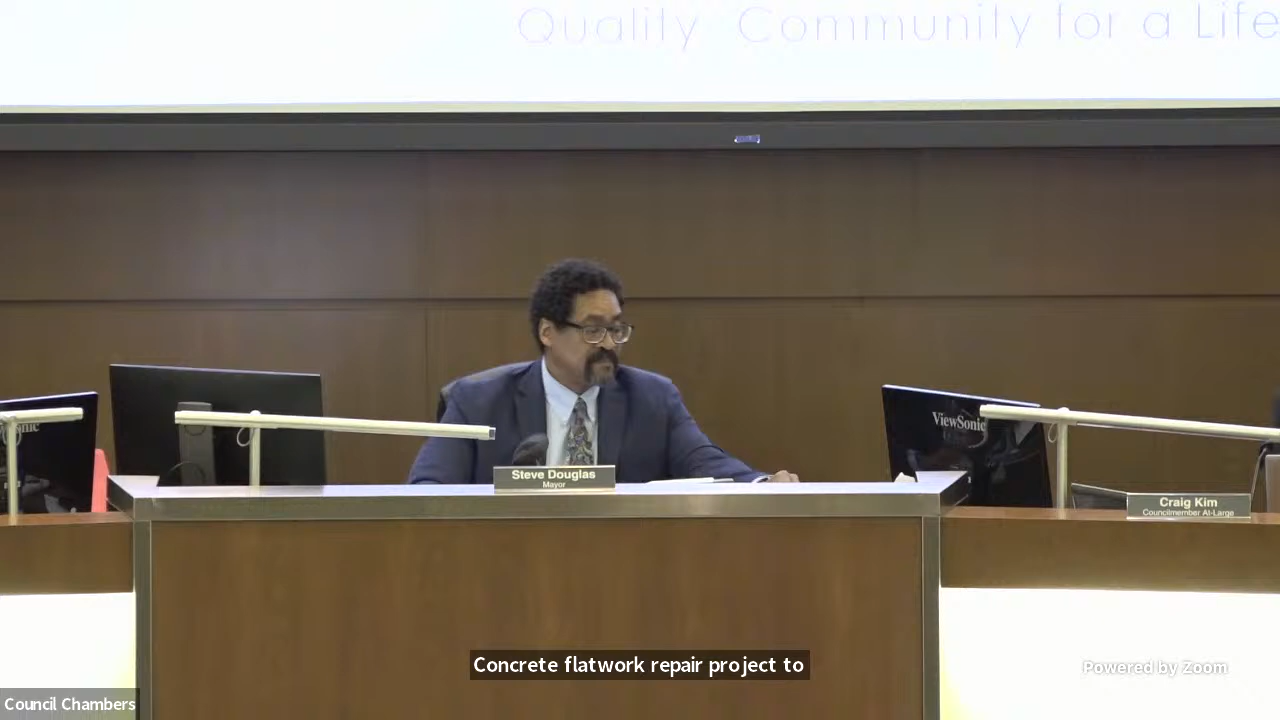 Quality Community for a Life
ViewSonic
Steve Douglas
Mayor
Craig Kim
Councilmember At-Large
Concrete flatwork repair project to
Powered by Zoom
Council Chambers